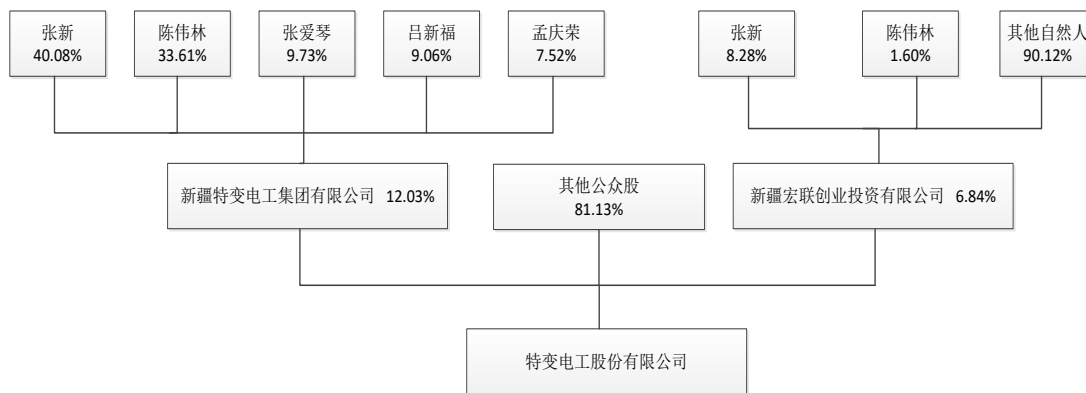 张新
40.08%
陈伟林
33.61%
张爱琴
9.73%
吕新福
9.06%
孟庆荣
7.52%
张新
8.28%
陈伟林
1.60%
其他自然人
90.12%
新疆特变电工集团有限公司 12.03%
其他公众股
81.13%
新疆宏联创业投资有限公司 6.84%
特变电工股份有限公司